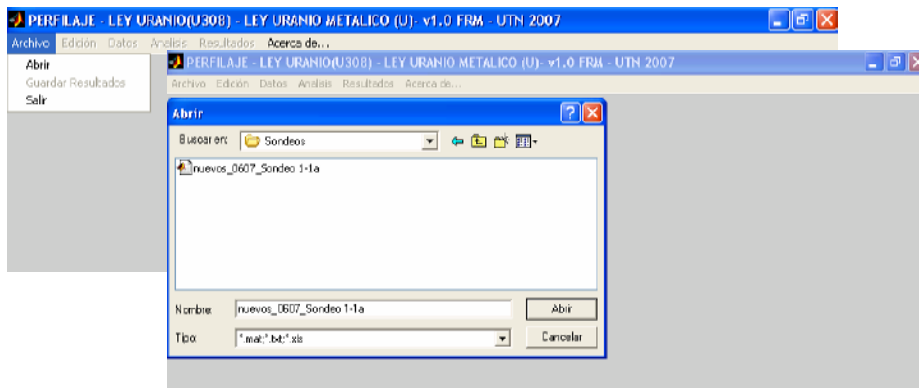 PERFILAJE - LEY URANIO(U308) - LEY URANIO METALICO (U)- v1.0 FRM - UTN 2007
Archivo Edición Datos Analisis Resultados Acerca de...
Abrir
Guardar Resultados
Salir
PERFILAJE - LEY URANIO(U308) - LEY URANIO METALICO (U)- v1.0 FRM - UTN 2007
Archivo Edición Datos Analisis Resultados Acerca de...
Abrir
Buscar en: Sondeos
nuevos_0607_Sondeo 1-1a
Nombre: nuevos_0607_Sondeo 1-1a Abrir
Tipo: *.mat;*.txt;*.xls Cancelar